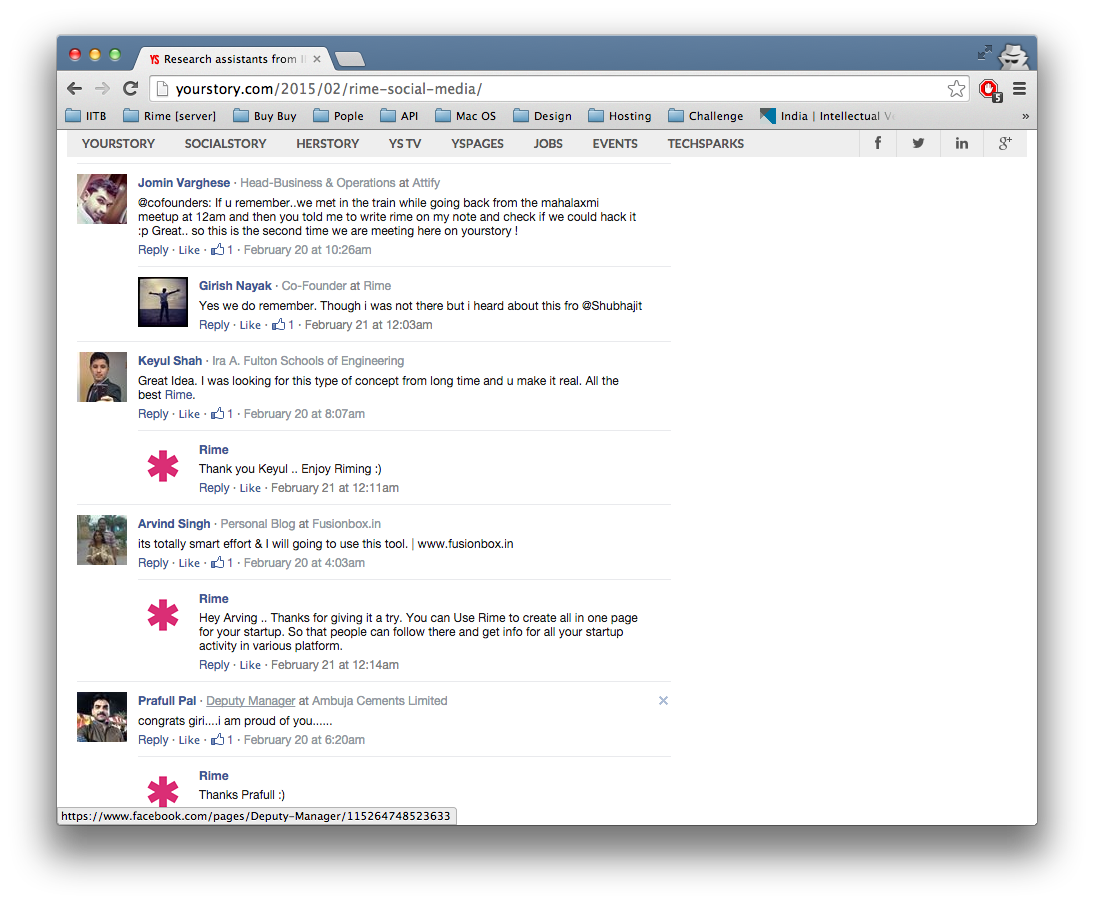 YS Research assistants from I
yourstory.com/2015/02/rime-social-media/
5
IITB Rime [server] Buy Buy Pople API Mac OS Design Hosting Challenge India | Intellectual »
YOURSTORY SOCIALSTORY HERSTORY YS TV YSPAGES JOBS EVENTS TECHSPARKS f in g+
Jomin Varghese · Head-Business & Operations at Attify
@cofounders: If u remember..we met in the train while going back from the mahalaxmi
meetup at 12am and then you told me to write rime on my note and check if we could hack it
:p Great.. so this is the second time we are meeting here on yourstory !
Reply · Like · 1 · February 20 at 10:26am
Girish Nayak · Co-Founder at Rime
Yes we do remember. Though i was not there but i heard about this fro @Shubhajit
Reply · Like · 1 · February 21 at 12:03am
Keyul Shah · Ira A. Fulton Schools of Engineering
Great Idea. I was looking for this type of concept from long time and u make it real. All the
best Rime.
Reply · Like · 1 · February 20 at 8:07am
Rime
Thank you Keyul .. Enjoy Riming :)
Reply · Like · February 21 at 12:11am
Arvind Singh · Personal Blog at Fusionbox.in
its totally smart effort & I will going to use this tool. | www.fusionbox.in
Reply · Like · 1 · February 20 at 4:03am
Rime
Hey Arving .. Thanks for giving it a try. You can Use Rime to create all in one page
for your startup. So that people can follow there and get info for all your startup
activity in various platform.
Reply · Like · February 21 at 12:14am
Prafull Pal · Deputy Manager at Ambuja Cements Limited
congrats giri....i am proud of you......
Reply · Like · 1 · February 20 at 6:20am
Rime
Thanks Prafull :)
https://www.facebook.com/pages/Deputy-Manager/115264748523633